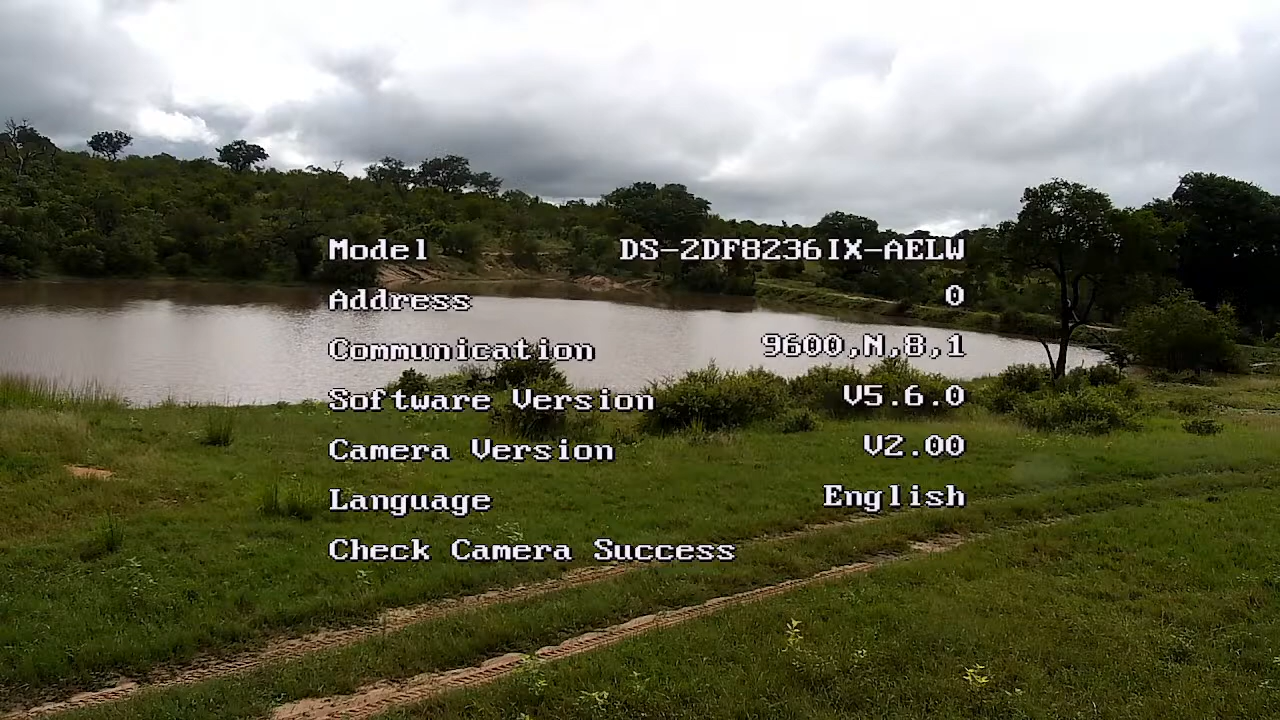 Model DS-2DF8236IX-AELW
Address 0
Communication 9600,N,8,1
Software Version V5.6.0
Camera Version V2.00
Language English
Check Camera Success